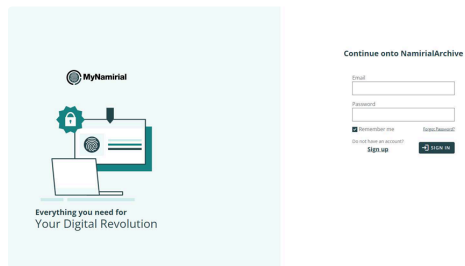 MyNamirial
Everything you need for
Your Digital Revolution
Continue onto NamirialArchive
Email
Password
Remember me
Forgot Password?
Do not have an account?
Sign up
SIGN IN